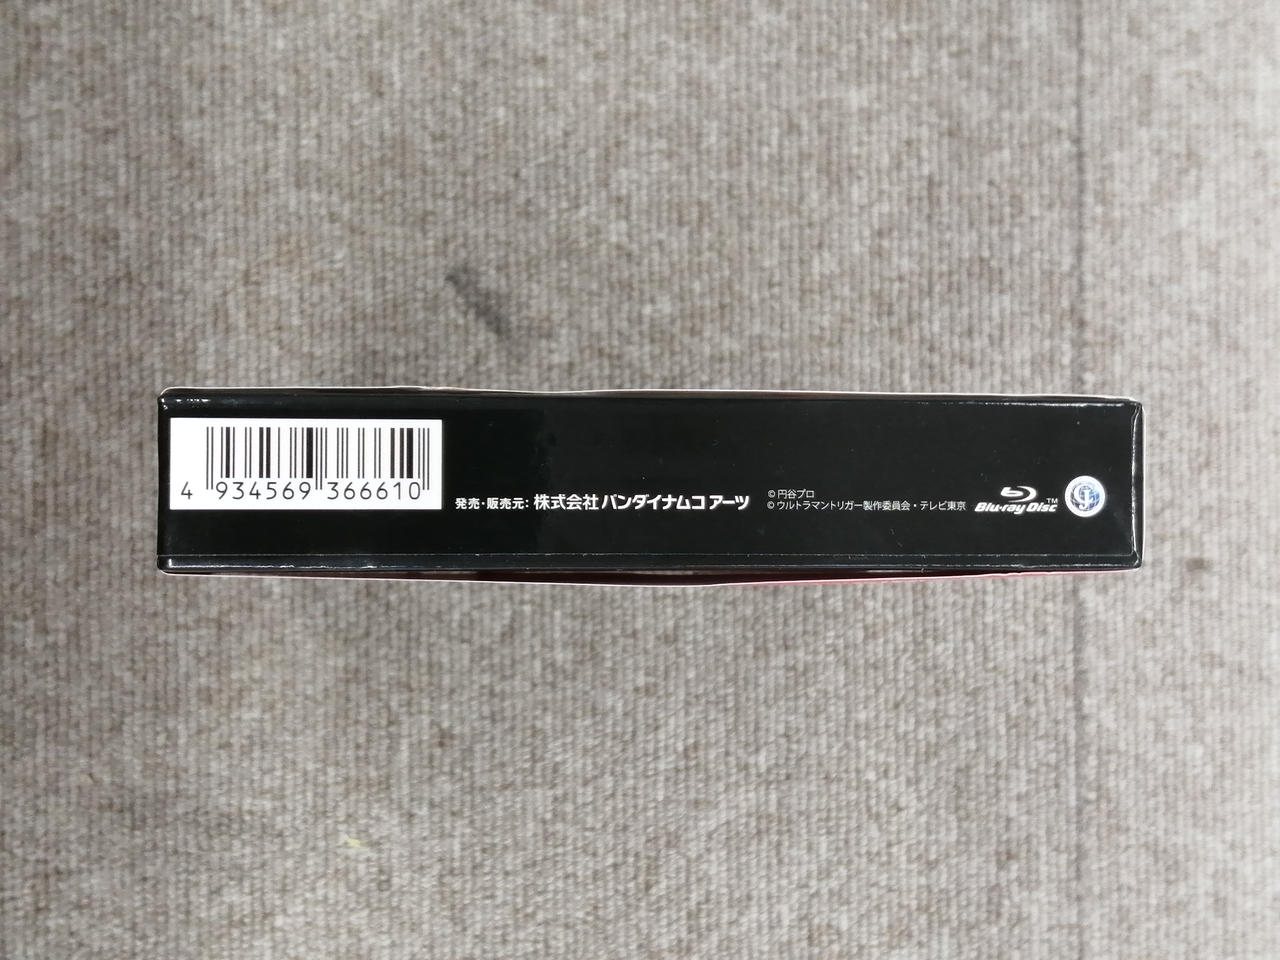 4 934569 366610
発売・販売元: 株式会社 バンダイナムコアーツ
© 円谷プロ
© ウルトラマントリガー製作委員会・テレビ東京
Blu-ray Disc™